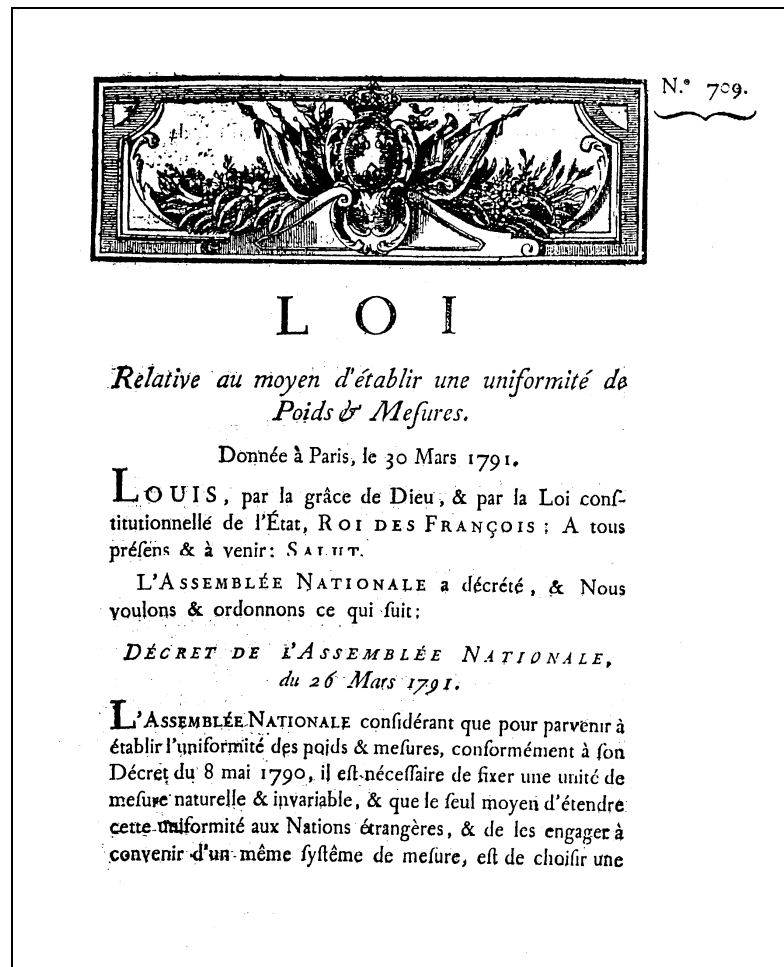 N.º 709.
LOI
Relative au moyen d'établir une uniformité de
Poids & Meſures.
Donnée à Paris, le 30 Mars 1791.
LOUIS, par la grâce de Dieu, & par la Loi conſ-
titutionnelle de l'État, ROI DES FRANÇOIS: A tous
préſens & à venir: SALUT.
L'ASSEMBLÉE NATIONALE a décrété, & Nous
voulons & ordonnons ce qui ſuit:
DÉCRET DE L'ASSEMBLÉE NATIONALE,
du 26 Mars 1791.
L'ASSEMBLÉE NATIONALE conſidérant que pour parvenir à
établir l'uniformité des poids & meſures, conformément à ſon
Décret du 8 mai 1790, il eſt néceſſaire de fixer une unité de
meſure naturelle & invariable, & que le ſeul moyen d'étendre
cette uniformité aux Nations étrangères, & de les engager à
convenir d'un même ſyſtême de meſure, eſt de choiſir une